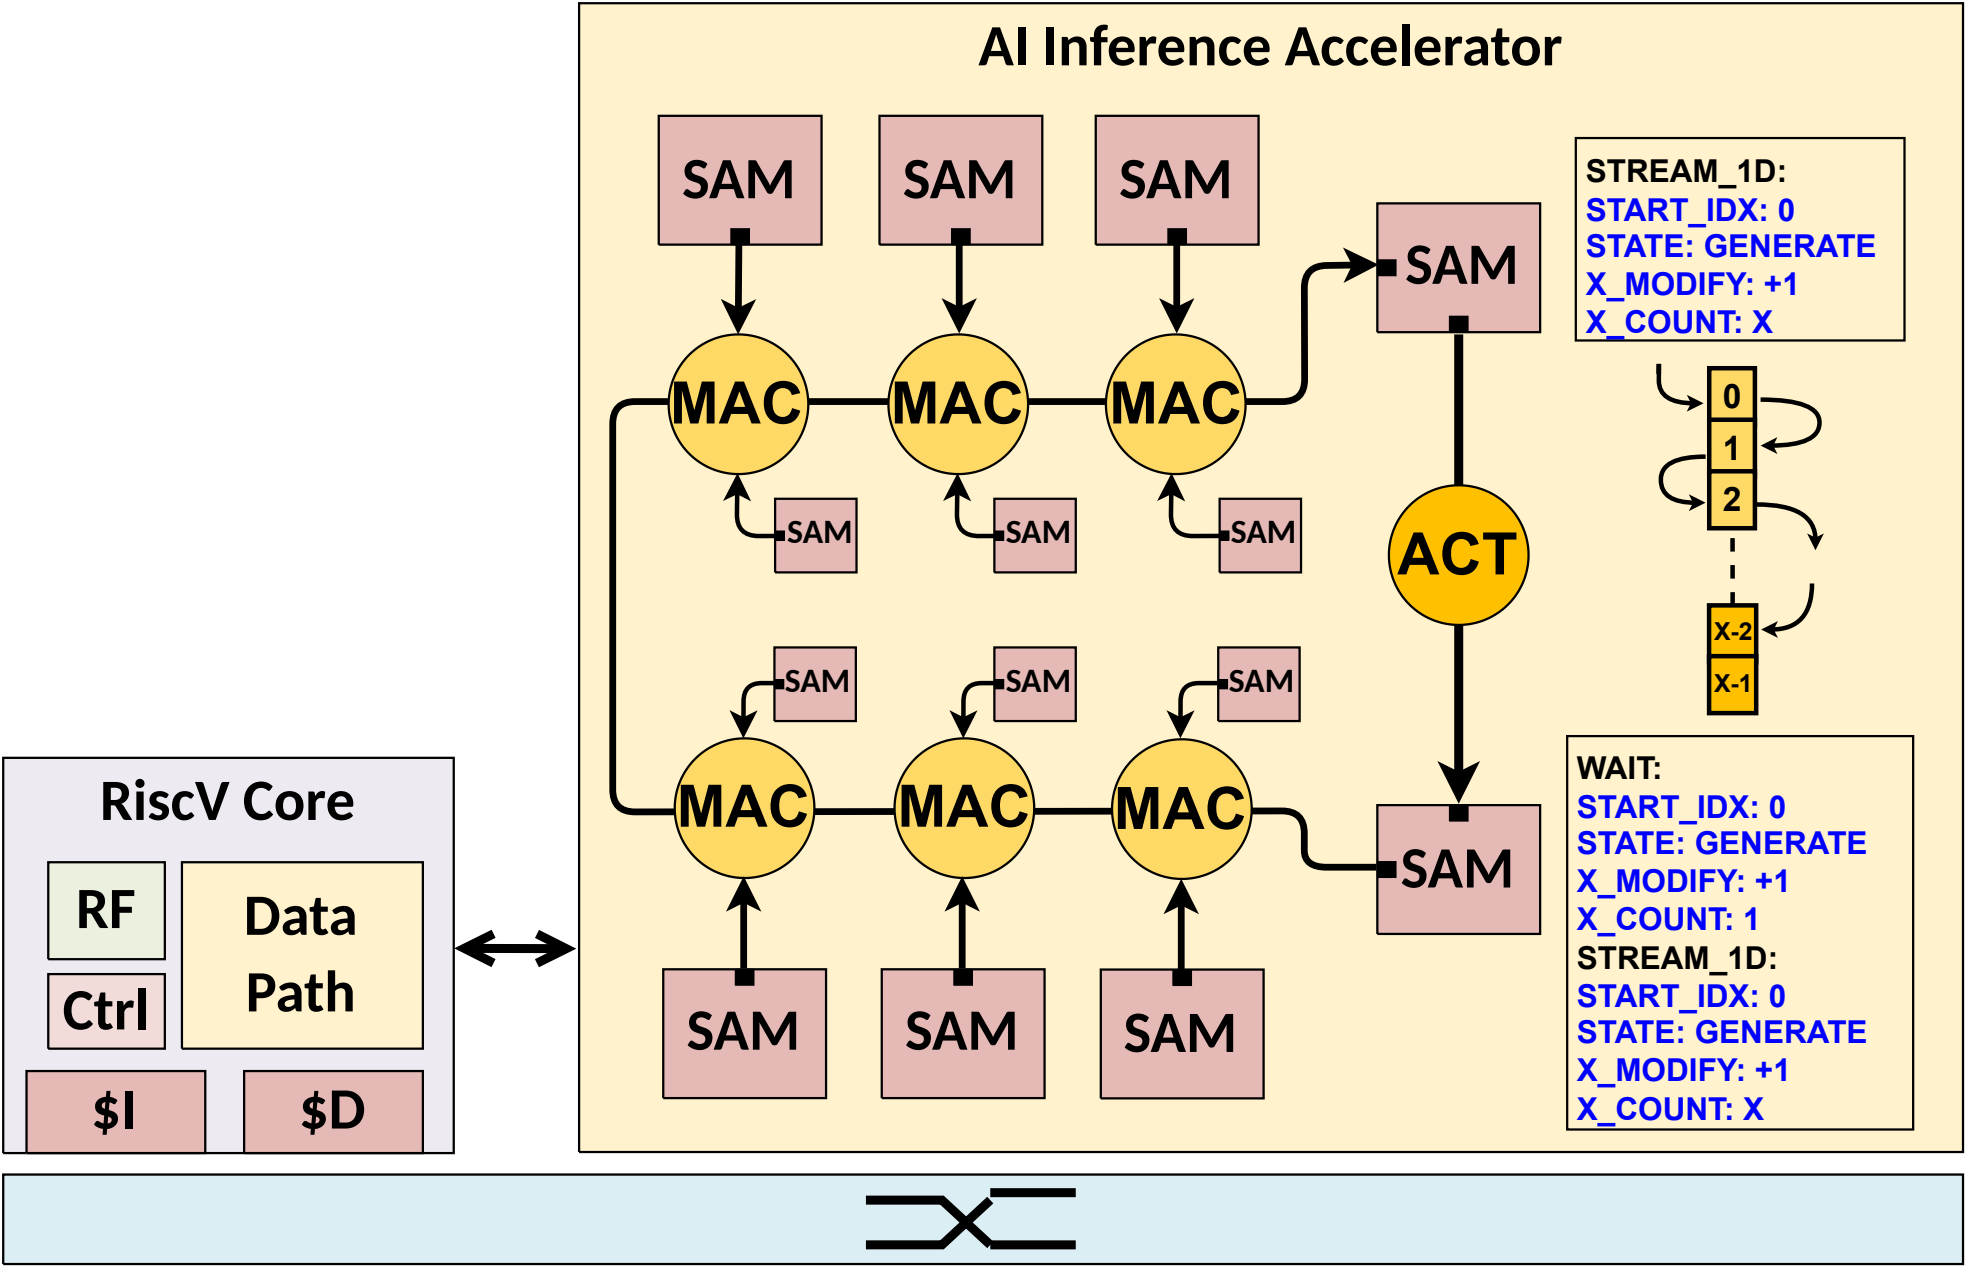 AI Inference Accelerator
SAM
SAM
SAM
SAM
MAC
MAC
MAC
SAM
SAM
SAM
ACT
SAM
SAM
SAM
MAC
MAC
MAC
SAM
SAM
SAM
SAM
STREAM_1D:
START_IDX: 0
STATE: GENERATE
X_MODIFY: +1
X_COUNT: X
0
1
2
X-2
X-1
WAIT:
START_IDX: 0
STATE: GENERATE
X_MODIFY: +1
X_COUNT: 1
STREAM_1D:
START_IDX: 0
STATE: GENERATE
X_MODIFY: +1
X_COUNT: X
RiscV Core
RF
Data
Path
Ctrl
$I
$D